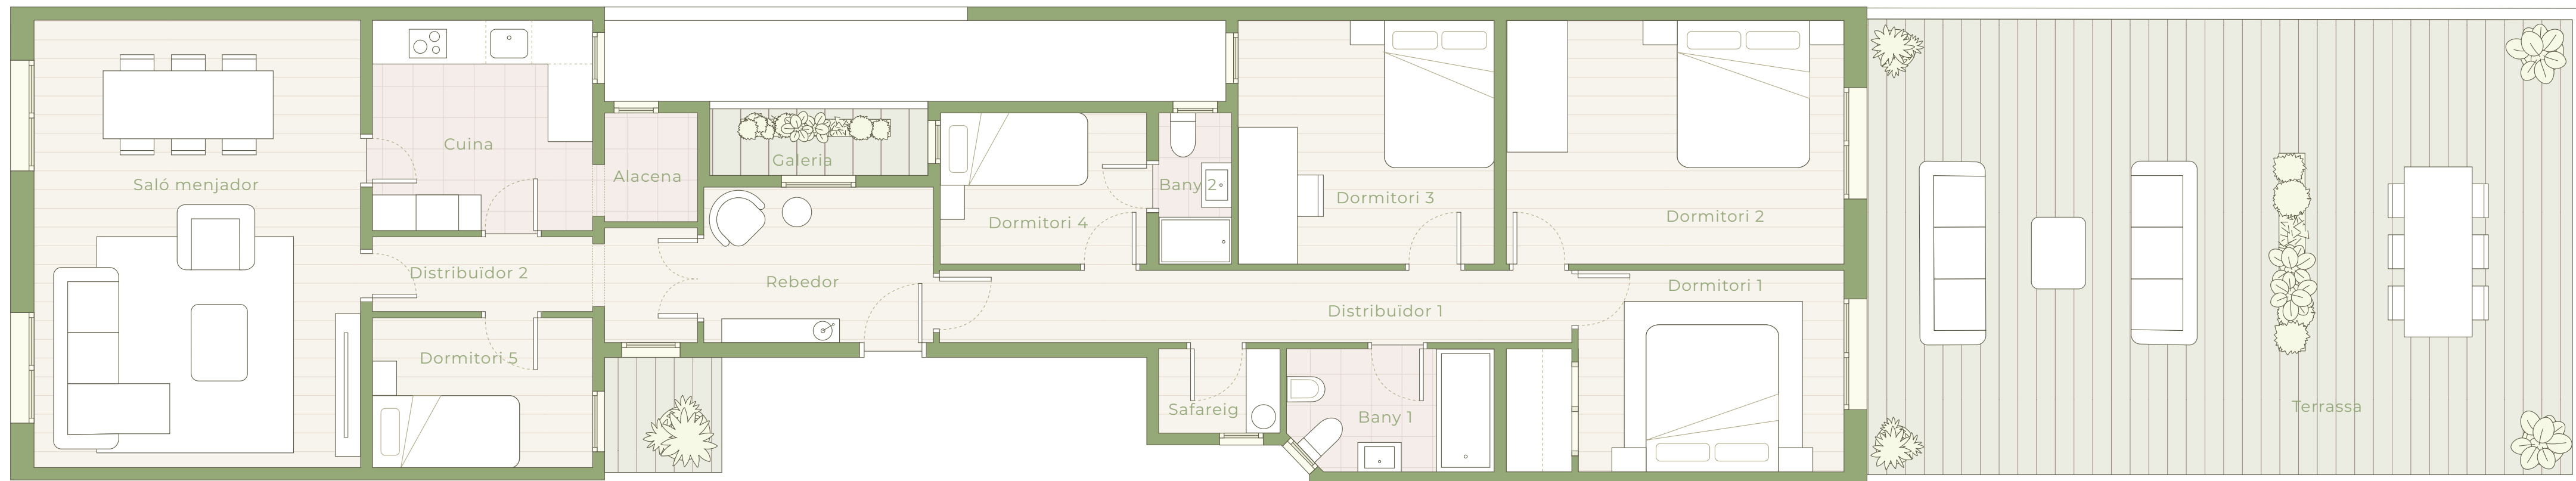 Saló menjador
Cuina
Alacena
Galeria
Distribuïdor 2
Dormitori 5
Rebedor
Dormitori 4
Bany 2
Dormitori 3
Dormitori 2
Distribuïdor 1
Dormitori 1
Safareig
Bany 1
Terrassa